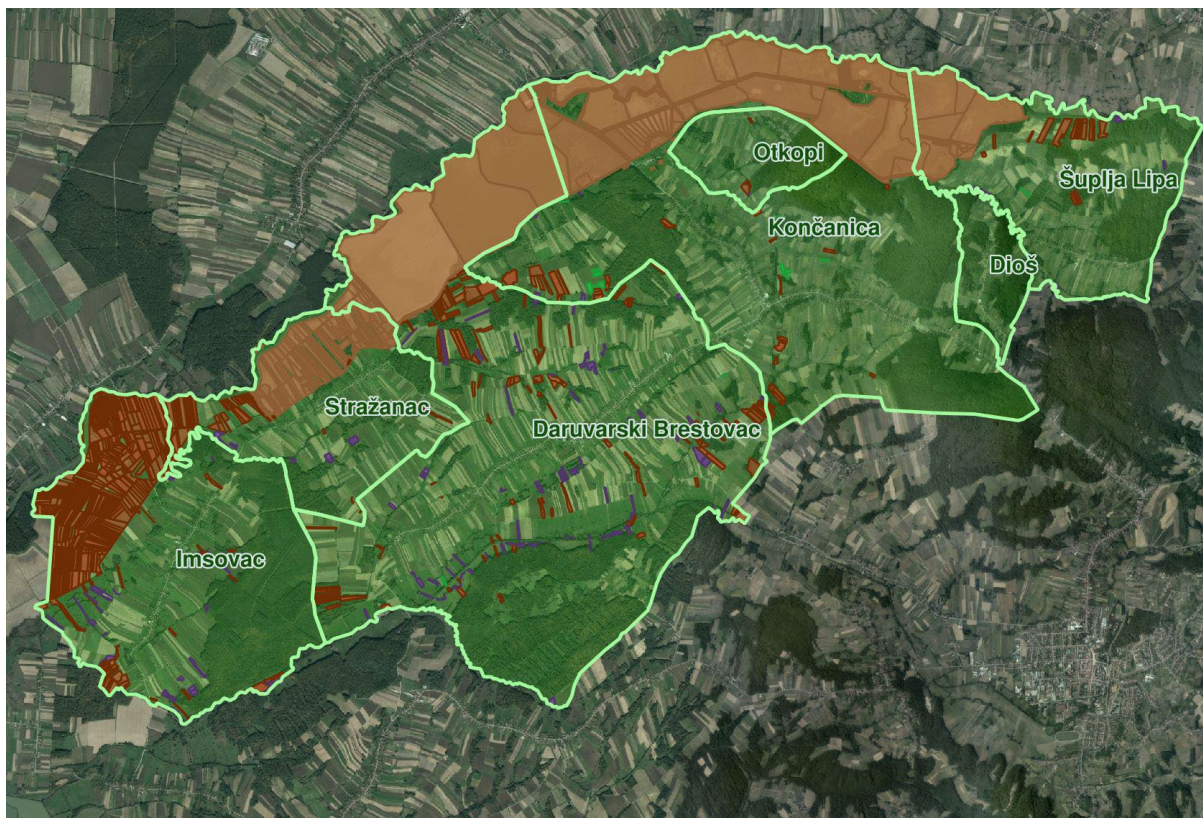 Otkopi
Šuplja Lipa
Končanica
Dioš
Stražanac
Daruvarski Brestovac
Imsovac